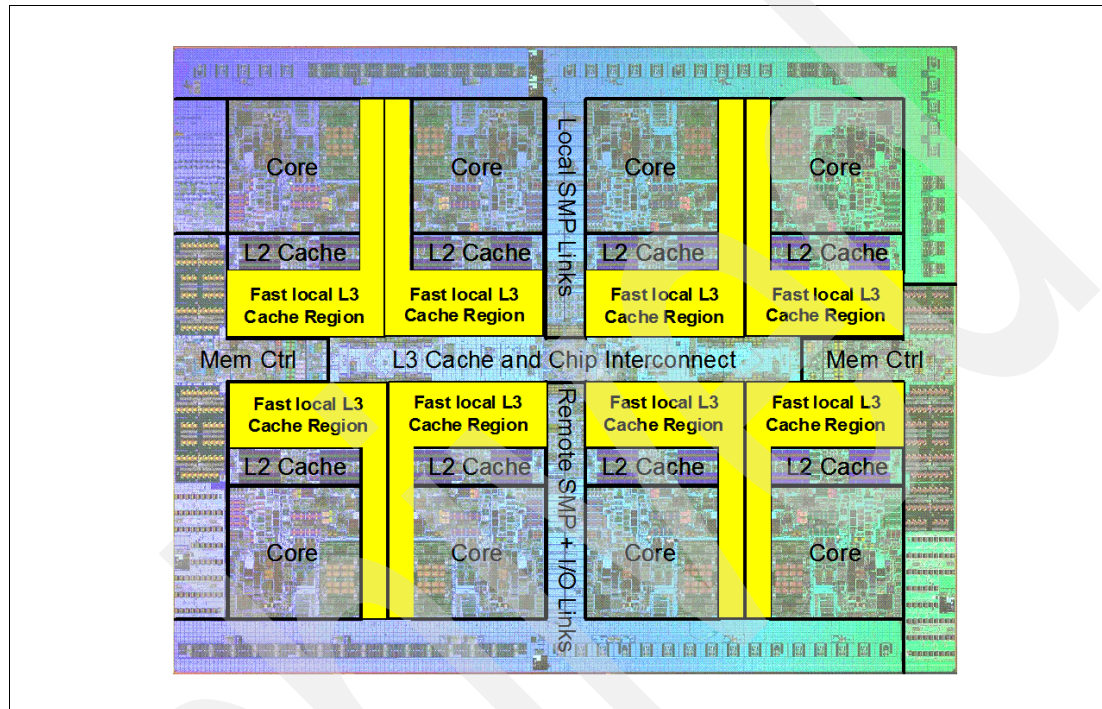 Core
Core
Core
Core
Local SMP Links
L2 Cache
L2 Cache
L2 Cache
L2 Cache
Fast local L3
Cache Region
Fast local L3
Cache Region
Fast local L3
Cache Region
Fast local L3
Cache Region
Mem Ctrl
L3 Cache and Chip Interconnect
Mem Ctrl
Fast local L3
Cache Region
Fast local L3
Cache Region
Fast local L3
Cache Region
Fast local L3
Cache Region
Remote SMP + I/O Links
L2 Cache
L2 Cache
L2 Cache
L2 Cache
Core
Core
Core
Core